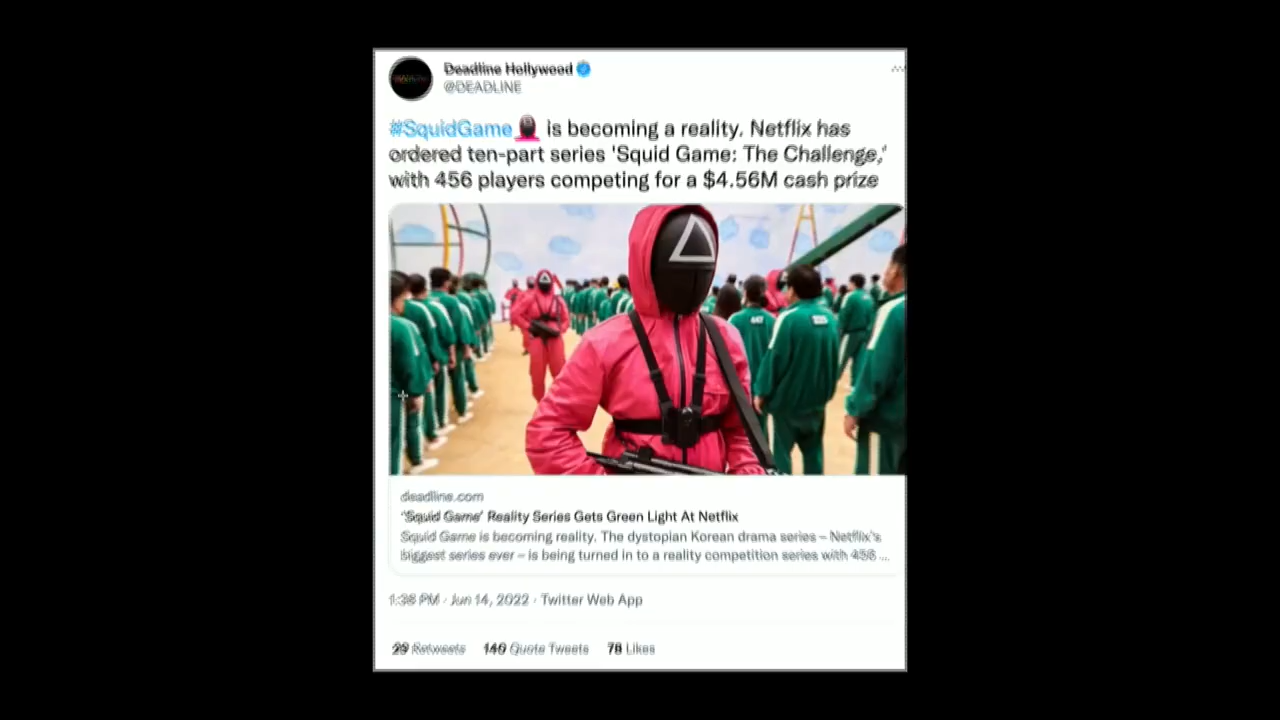 Deadline Hollywood
@DEADLINE
#SquidGame is becoming a reality. Netflix has
ordered ten-part series 'Squid Game: The Challenge,'
with 456 players competing for a $4.56M cash prize
deadline.com
'Squid Game' Reality Series Gets Green Light At Netflix
Squid Game is becoming reality. The dystopian Korean drama series – Netflix's
biggest series ever – is being turned in to a reality competition series with 456 ...
1:38 PM · Jun 14, 2022 · Twitter Web App
29 Retweets 140 Quote Tweets 78 Likes